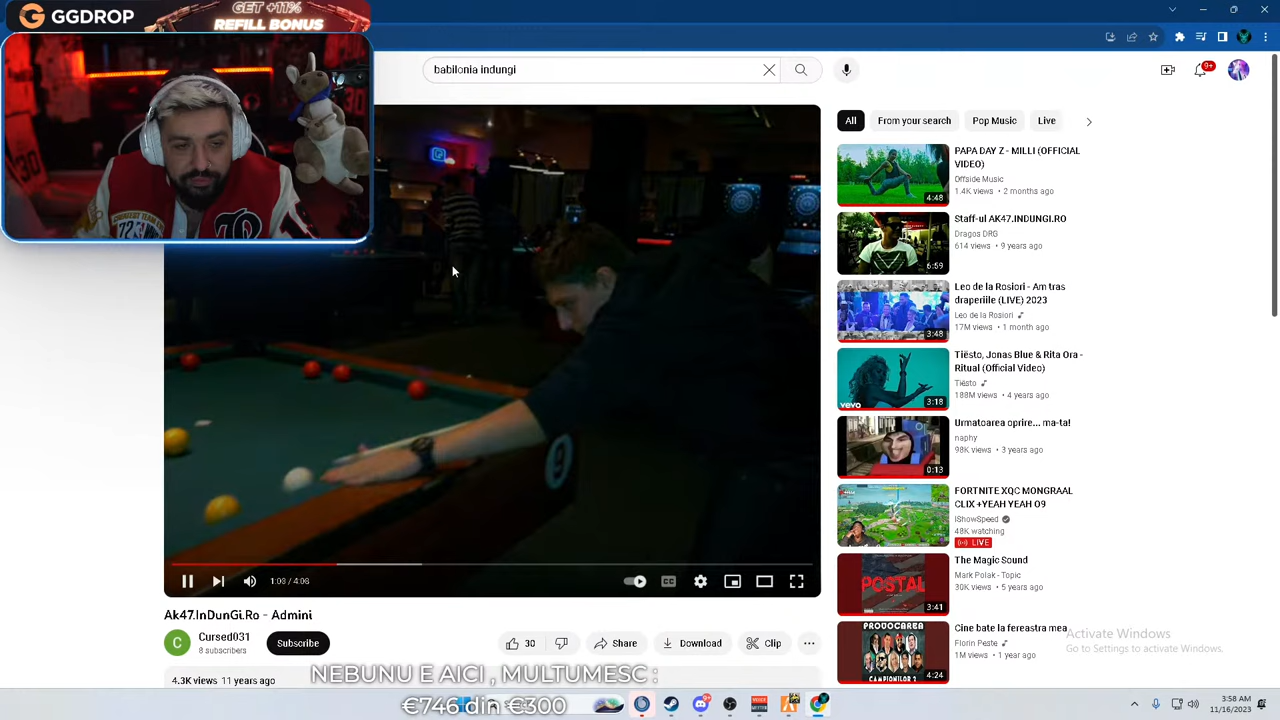 GGDROP
GET +11%
REFILL BONUS
babilonia indungi
9+
All
From your search
Pop Music
Live
PAPA DAY Z - MILLI (OFFICIAL
VIDEO)
Offside Music
1.4K views • 2 months ago
4:48
Staff-ul AK47.INDUNGI.RO
Dragos DRG
614 views • 9 years ago
6:59
Leo de la Rosiori - Am tras
draperiile (LIVE) 2023
Leo de la Rosiori
17M views • 1 month ago
3:48
Tiësto, Jonas Blue & Rita Ora -
Ritual (Official Video)
Tiësto
188M views • 4 years ago
vevo
3:18
Urmatoarea oprire... ma-ta!
naphy
98K views • 3 years ago
0:13
FORTNITE XQC MONGRAAL
CLIX +YEAH YEAH 09
IShowSpeed
48K watching
LIVE
The Magic Sound
Mark Polak - Topic
30K views • 5 years ago
POSTAL
3:41
Cine bate la fereastra mea
Florin Peste
1M views • 1 year ago
PROVOCAREA
CAMPIONILOR 2
4:24
1:03 / 4:06
CC
Ak47.InDunGi.Ro - Admini
C
Cursed031
8 subscribers
Subscribe
30
Share
Download
Clip
4.3K views 11 years ago
NEBUNU E AICI , MULTUMESC :
€746 din €300
Activate Windows
Go to Settings to activate Windows.
3:58 AM
11/16/2023